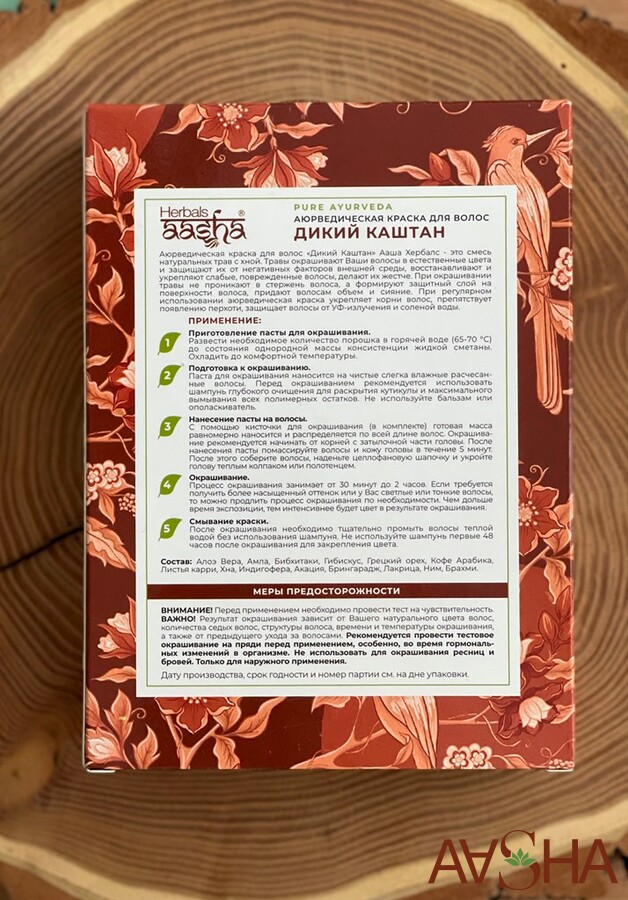 Herbals
aasha®
PURE AYURVEDA
АЮРВЕДИЧЕСКАЯ КРАСКА ДЛЯ ВОЛОС
ДИКИЙ КАШТАН
Аюрведическая краска для волос «Дикий Каштан» Ааша Хербалс - это смесь
натуральных трав с хной. Травы окрашивают Ваши волосы в естественные цвета
и защищают их от негативных факторов внешней среды, восстанавливают и
укрепляют слабые, поврежденные волосы, делают их жестче. При окрашивании
травы не проникают в стержень волоса, а формируют защитный слой на
поверхности волоса, придают волосам объем и сияние. При регулярном
использовании аюрведическая краска укрепляет корни волос, препятствует
появлению перхоти, защищает волосы от УФ-излучения и соленой воды.
ПРИМЕНЕНИЕ:
1 Приготовление пасты для окрашивания.
Развести необходимое количество порошка в горячей воде (65-70 °C)
до состояния однородной массы консистенции жидкой сметаны.
Охладить до комфортной температуры.
2 Подготовка к окрашиванию.
Паста для окрашивания наносится на чистые слегка влажные расчесан-
ные волосы. Перед окрашиванием рекомендуется использовать
шампунь глубокого очищения для раскрытия кутикулы и максимального
вымывания всех полимерных остатков. Не используйте бальзам или
ополаскиватель.
3 Нанесение пасты на волосы.
С помощью кисточки для окрашивания (в комплекте) готовая масса
равномерно наносится и распределяется по всей длине волос. Окрашива-
ние рекомендуется начинать от корней с затылочной части головы. После
нанесения пасты помассируйте волосы и кожу головы в течение 5 минут.
После этого соберите волосы, наденьте целлофановую шапочку и укройте
голову теплым колпаком или полотенцем.
4 Окрашивание.
Процесс окрашивания занимает от 30 минут до 2 часов. Если требуется
получить более насыщенный оттенок или у Вас светлые или тонкие волосы,
то можно продлить процесс окрашивания по необходимости. Чем дольше
время экспозиции, тем интенсивнее будет цвет в результате окрашивания.
5 Смывание краски.
После окрашивания необходимо тщательно промыть волосы теплой
водой без использования шампуня. Не используйте шампунь первые 48
часов после окрашивания для закрепления цвета.
Состав: Алоэ Вера, Амла, Бибхитаки, Гибискус, Грецкий орех, Кофе Арабика,
Листья карри, Хна, Индигофера, Акация, Брингарадж, Лакрица, Ним, Брахми.
МЕРЫ ПРЕДОСТОРОЖНОСТИ
ВНИМАНИЕ! Перед применением необходимо провести тест на чувствительность.
ВАЖНО! Результат окрашивания зависит от Вашего натурального цвета волос,
количества седых волос, структуры волоса, времени и температуры окрашивания,
а также от предыдущего ухода за волосами. Рекомендуется провести тестовое
окрашивание на пряди перед применением, особенно, во время гормональ-
ных изменений в организме. Не использовать для окрашивания ресниц и
бровей. Только для наружного применения.
Дату производства, срок годности и номер партии см. на дне упаковки.
AASHA